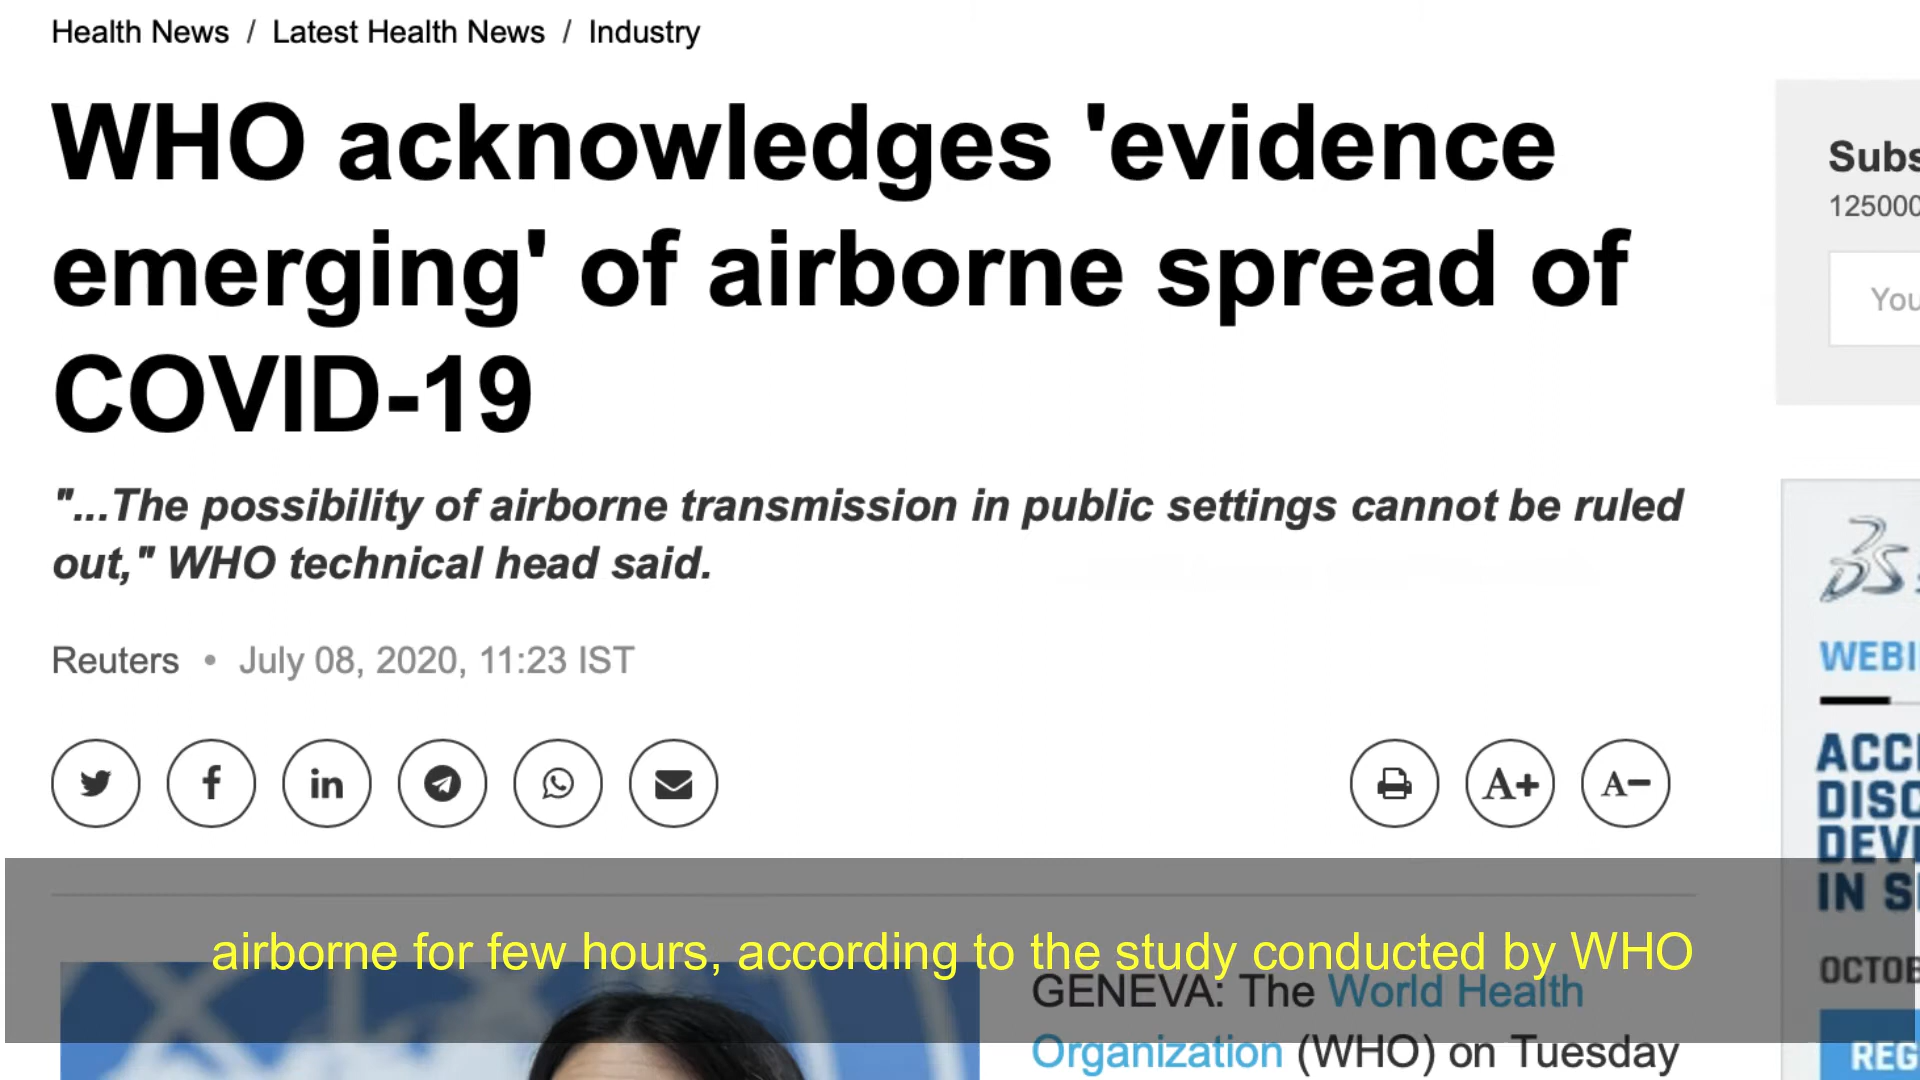 Health News / Latest Health News / Industry
WHO acknowledges 'evidence
emerging' of airborne spread of
COVID-19
"...The possibility of airborne transmission in public settings cannot be ruled
out," WHO technical head said.
Reuters • July 08, 2020, 11:23 IST
A+ A-
airborne for few hours, according to the study conducted by WHO
GENEVA: The World Health
Organization (WHO) on Tuesday
Subs
125000
You
WEBI
ACC
DISC
DEV
IN S
OCTOB
REG